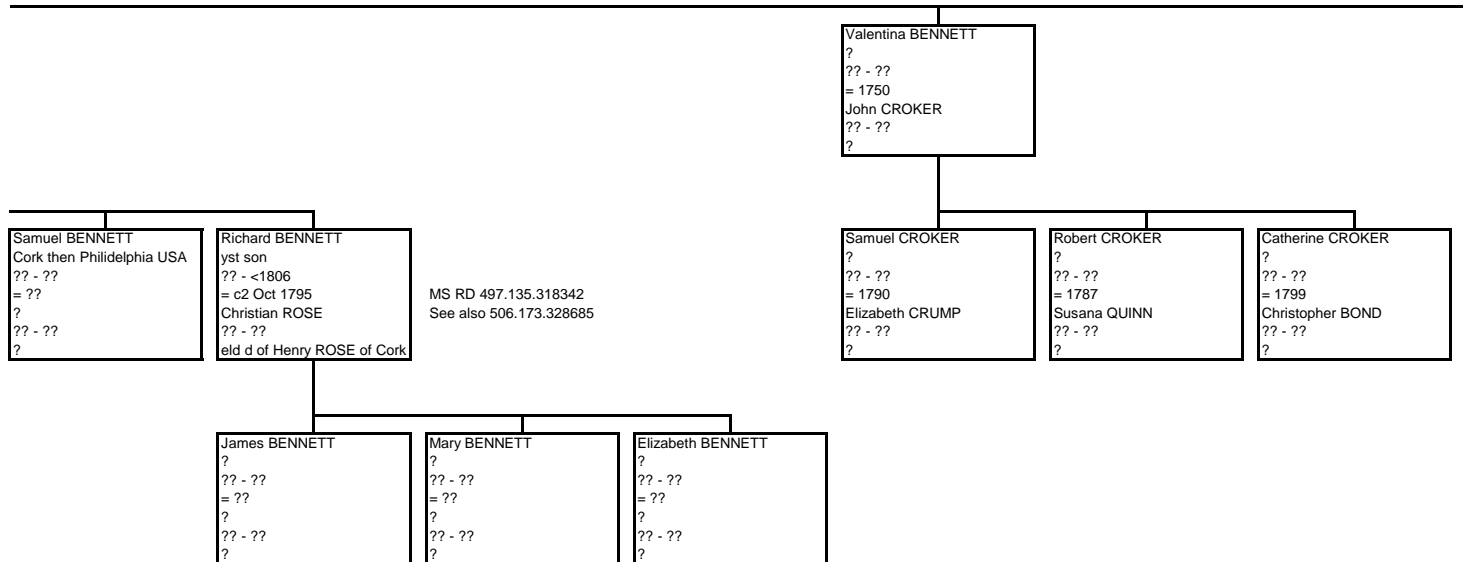 Valentina BENNETT
?
?? - ??
= 1750
John CROKER
?? - ??
?
Samuel BENNETT
Cork then Philidelphia USA
?? - ??
= ??
?
?? - ??
?
Richard BENNETT
yst son
?? - <1806
= c2 Oct 1795
Christian ROSE
?? - ??
eld d of Henry ROSE of Cork
MS RD 497.135.318342
See also 506.173.328685
Samuel CROKER
?
?? - ??
= 1790
Elizabeth CRUMP
?? - ??
?
Robert CROKER
?
?? - ??
= 1787
Susana QUINN
?? - ??
?
Catherine CROKER
?
?? - ??
= 1799
Christopher BOND
?? - ??
?
James BENNETT
?
?? - ??
= ??
?
?? - ??
?
Mary BENNETT
?
?? - ??
= ??
?
?? - ??
?
Elizabeth BENNETT
?
?? - ??
= ??
?
?? - ??
?